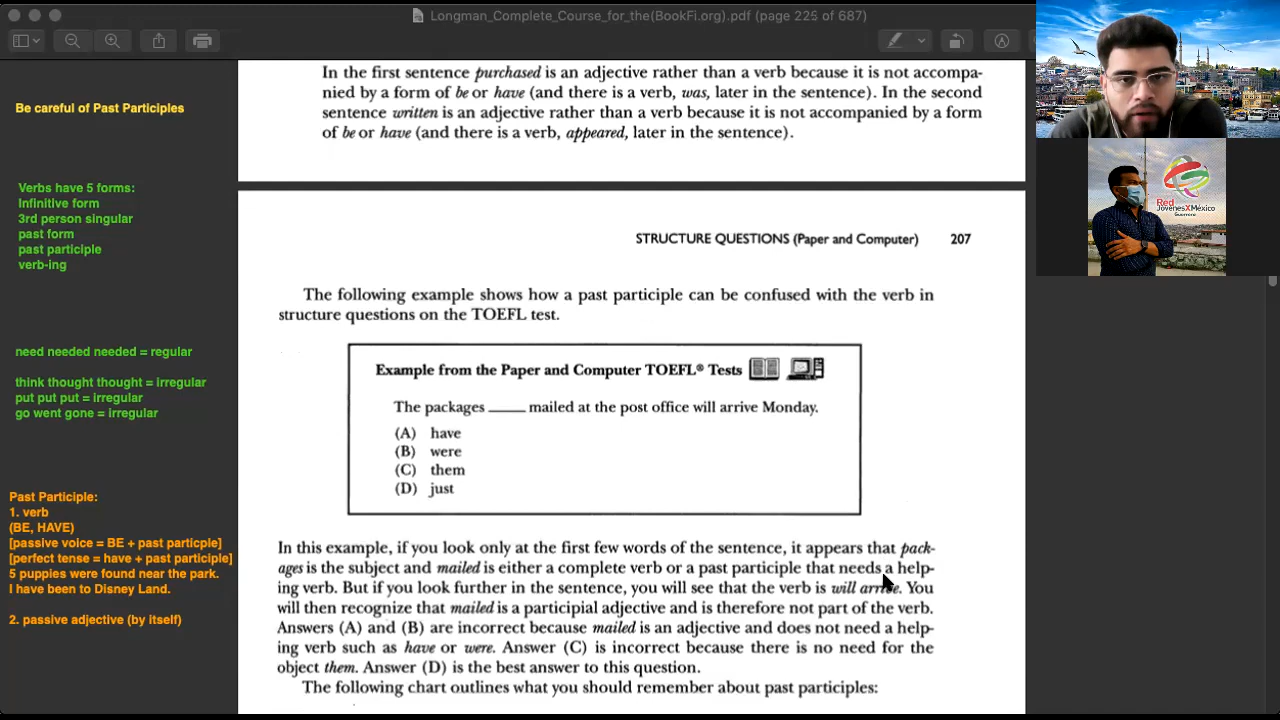 Longman_Complete_Course_for_the(BookFi.org).pdf (page 225 of 687)
Be careful of Past Participles
Verbs have 5 forms:
Infinitive form
3rd person singular
past form
past participle
verb-ing
need needed needed = regular
think thought thought = irregular
put put put = irregular
go went gone = irregular
Past Participle:
1. verb
(BE, HAVE)
[passive voice = BE + past particple]
[perfect tense = have + past participle]
5 puppies were found near the park.
I have been to Disney Land.
2. passive adjective (by itself)
In the first sentence purchased is an adjective rather than a verb because it is not accompa-
nied by a form of be or have (and there is a verb, was, later in the sentence). In the second
sentence written is an adjective rather than a verb because it is not accompanied by a form
of be or have (and there is a verb, appeared, later in the sentence).
STRUCTURE QUESTIONS (Paper and Computer) 207
The following example shows how a past participle can be confused with the verb in
structure questions on the TOEFL test.
Example from the Paper and Computer TOEFL® Tests
The packages ____ mailed at the post office will arrive Monday.
(A) have
(B) were
(C) them
(D) just
In this example, if you look only at the first few words of the sentence, it appears that pack-
ages is the subject and mailed is either a complete verb or a past participle that needs a help-
ing verb. But if you look further in the sentence, you will see that the verb is will arrive. You
will then recognize that mailed is a participial adjective and is therefore not part of the verb.
Answers (A) and (B) are incorrect because mailed is an adjective and does not need a help-
ing verb such as have or were. Answer (C) is incorrect because there is no need for the
object them. Answer (D) is the best answer to this question.
The following chart outlines what you should remember about past participles:
Red
JóvenesXMéxico
Guerrero